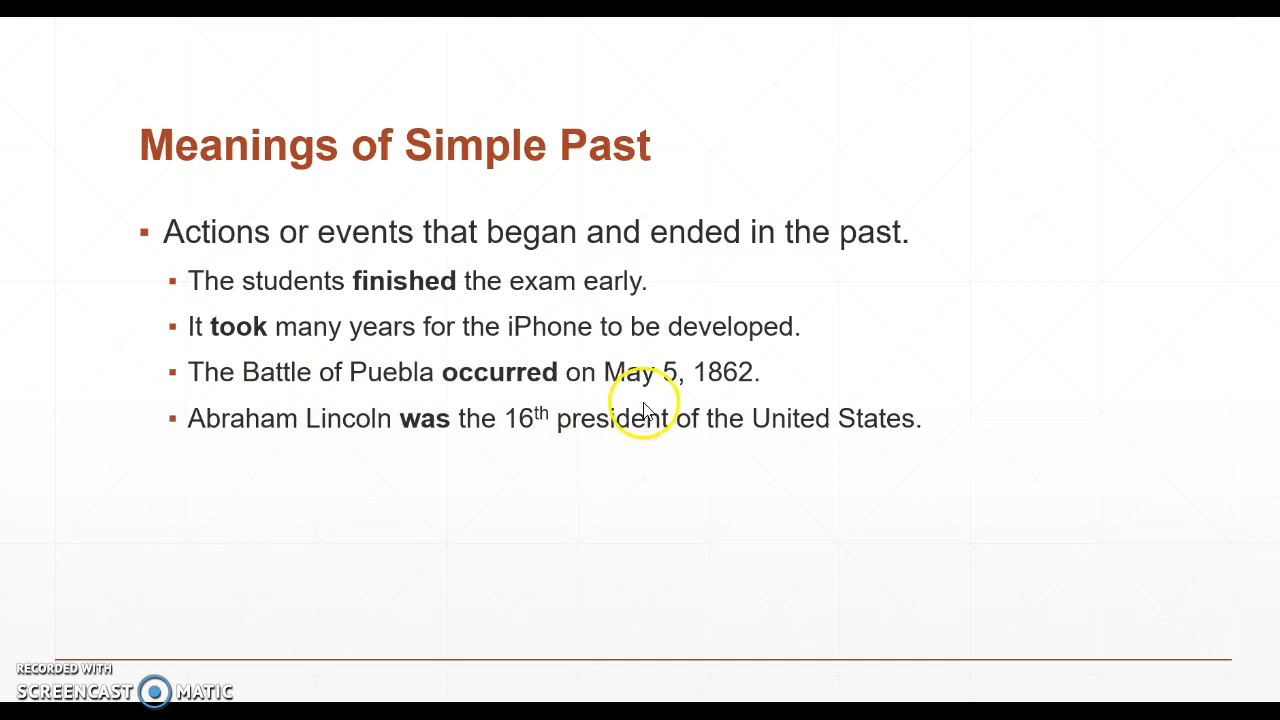 Meanings of Simple Past
▪ Actions or events that began and ended in the past.
▪ The students finished the exam early.
▪ It took many years for the iPhone to be developed.
▪ The Battle of Puebla occurred on May 5, 1862.
▪ Abraham Lincoln was the 16th president of the United States.
RECORDED WITH
SCREENCAST MATIC